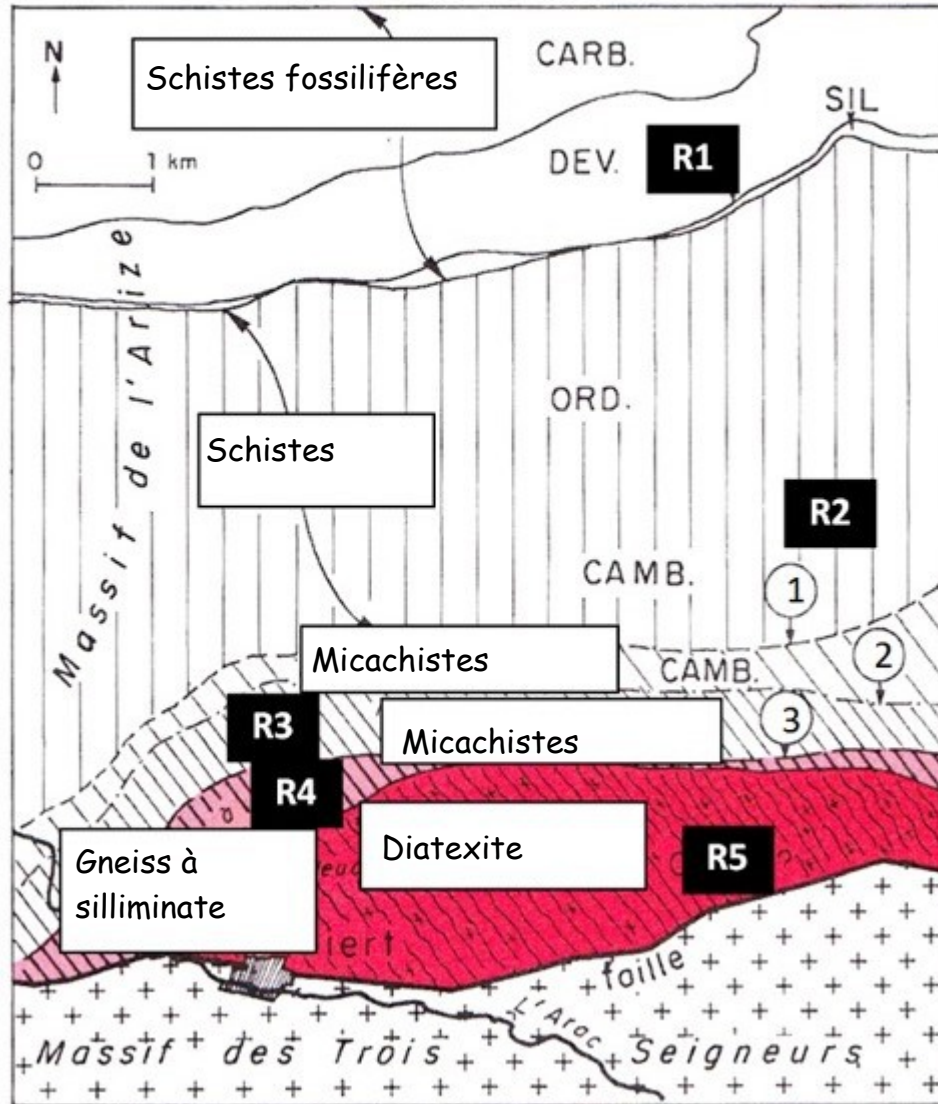 N
Schistes fossilifères
CARB.
SIL
0 1 km
DEV.
R1
Massif de l'Arize
ORD.
Schistes
R2
CAMB.
1
Micachistes
CAMB.
2
R3
Micachistes
3
R4
Diatexite
R5
?
Gneiss à
silliminate
iert
faille
L'Arac
Massif des Trois Seigneurs